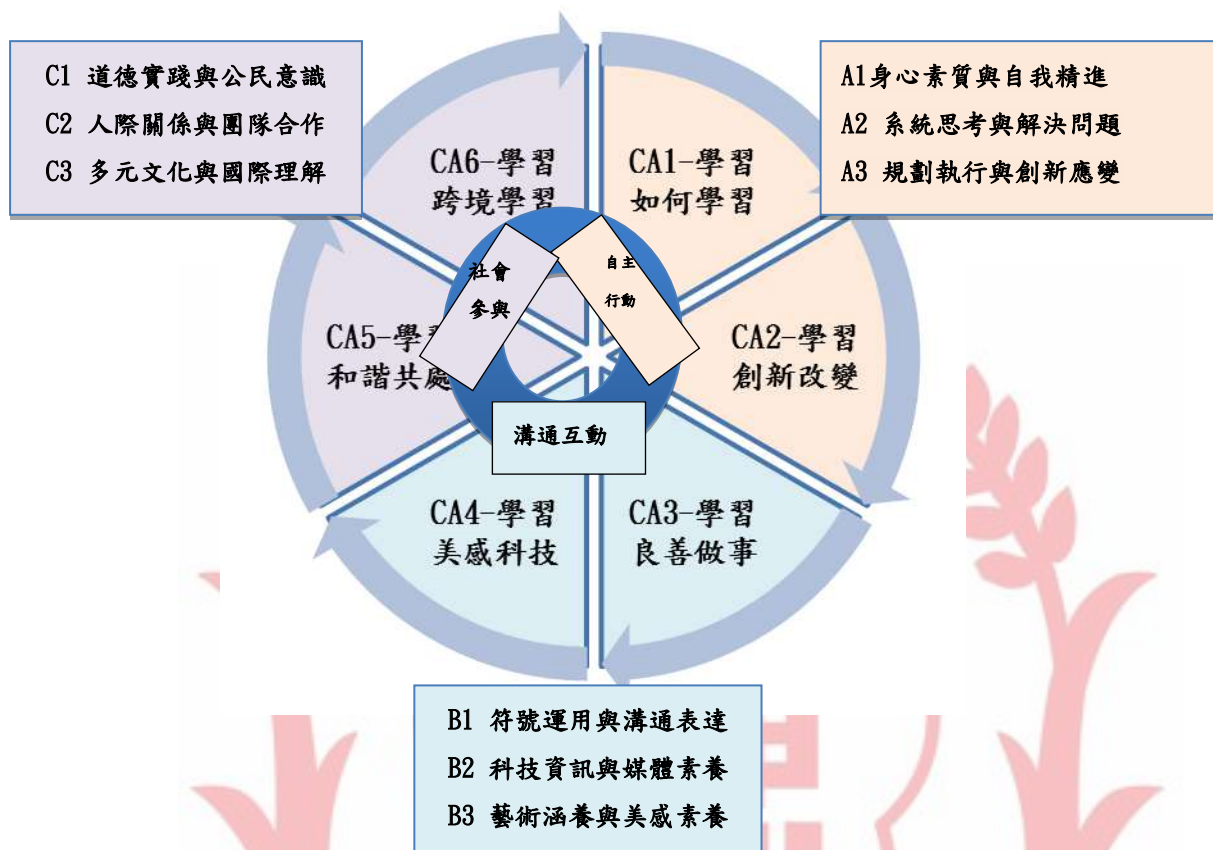 C1 道德實踐與公民意識
C2 人際關係與團隊合作
C3 多元文化與國際理解
A1身心素質與自我精進
A2 系統思考與解決問題
A3 規劃執行與創新應變
CA6-學習
跨境學習
CA1-學習
如何學習
社會
參與
自主
行動
CA5-學習
和諧共處
CA2-學習
創新改變
溝通互動
CA4-學習
美感科技
CA3-學習
良善做事
B1 符號運用與溝通表達
B2 科技資訊與媒體素養
B3 藝術涵養與美感素養